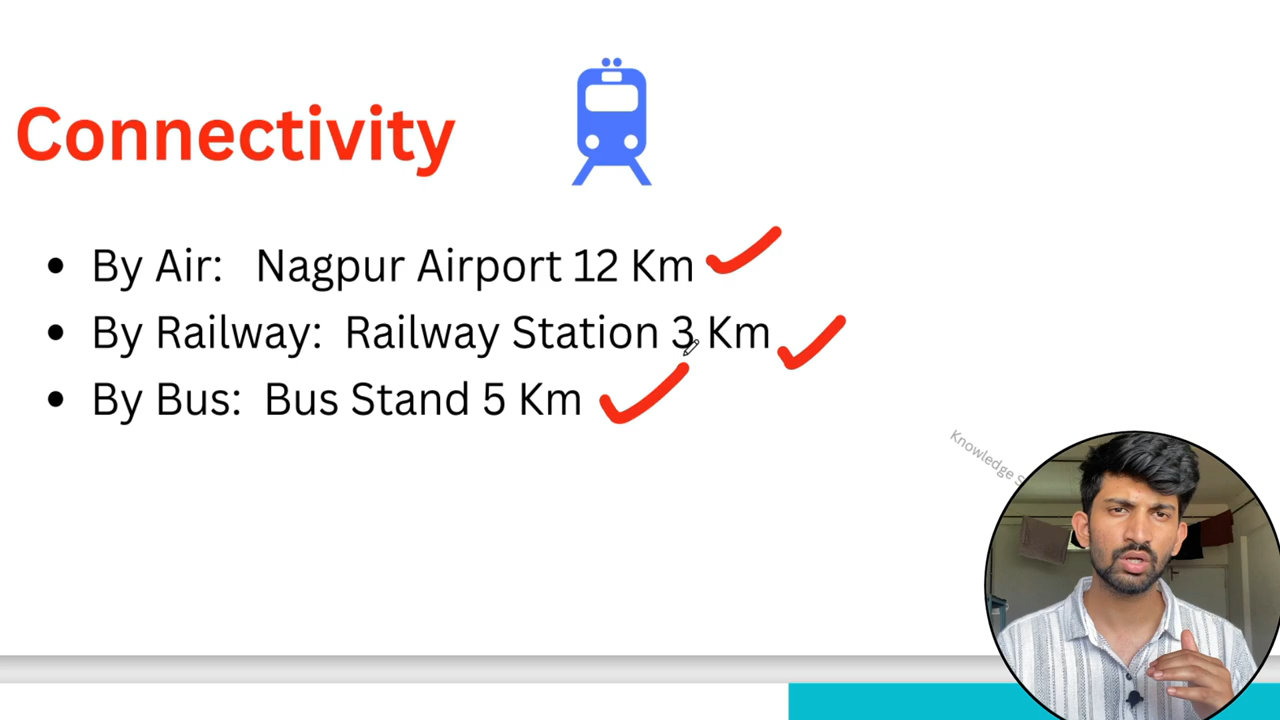 Connectivity
• By Air: Nagpur Airport 12 Km
• By Railway: Railway Station 3 Km
• By Bus: Bus Stand 5 Km
Knowledge